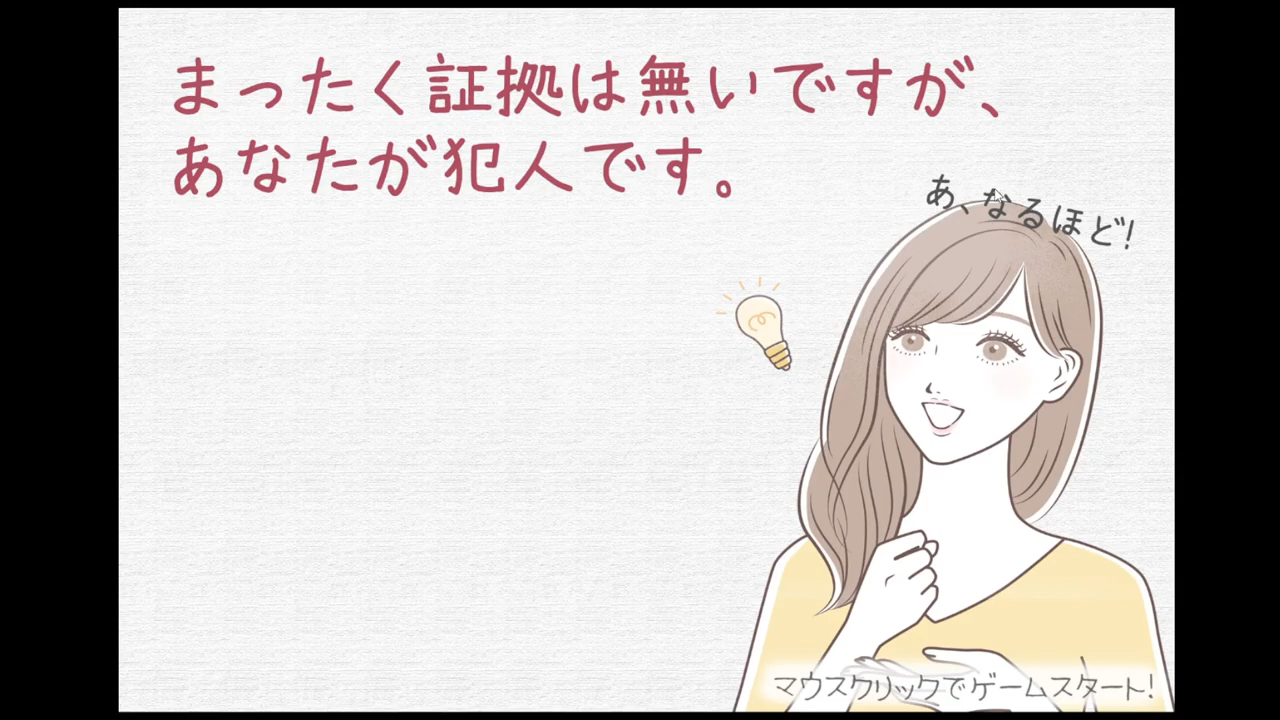 まったく証拠は無いですが、
あなたが犯人です。
あ、なるほど!
マウスクリックでゲームスタート!